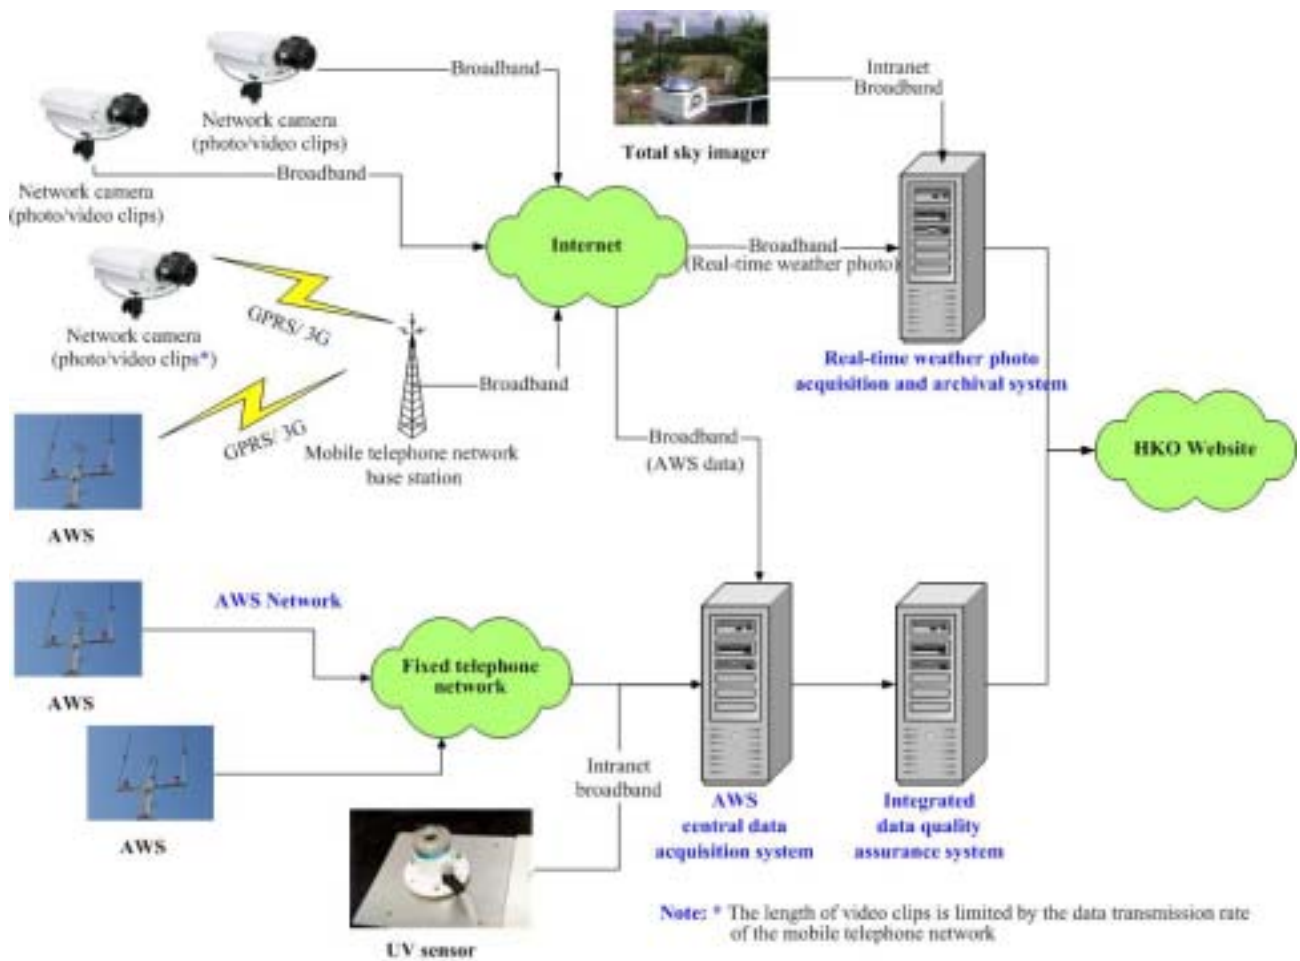 Broadband
Network camera
(photo/video clips)
Broadband
Network camera
(photo/video clips)
Network camera
(photo/video clips*)
GPRS/ 3G
GPRS/ 3G
Mobile telephone network
base station
Broadband
Internet
Total sky imager
Intranet
Broadband
Broadband
(Real-time weather photo)
Real-time weather photo
acquisition and archival system
Broadband
(AWS data)
HKO Website
AWS
AWS Network
AWS
AWS
Fixed telephone
network
Intranet
broadband
UV sensor
AWS
central data
acquisition system
Integrated
data quality
assurance system
Note: * The length of video clips is limited by the data transmission rate
of the mobile telephone network